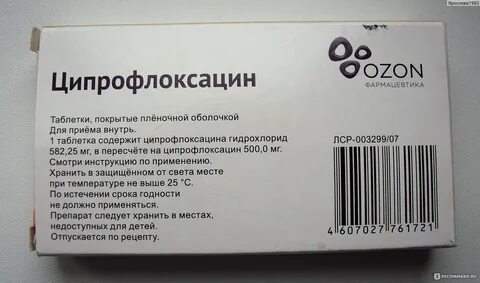 Ярослава1983
Ципрофлоксацин
OZON
ФАРМАЦЕВТИКА
Таблетки, покрытые плёночной оболочкой
Для приёма внутрь.
1 таблетка содержит ципрофлоксацина гидрохлорид
582,25 мг, в пересчёте на ципрофлоксацин 500,0 мг.
Смотри инструкцию по применению.
Хранить в защищённом от света месте
при температуре не выше 25 °С.
По истечении срока годности
не должно применяться.
Препарат следует хранить в местах,
недоступных для детей.
Отпускается по рецепту.
ЛСР-003299/07
4 607027 761721
IRECOMMEND.RU